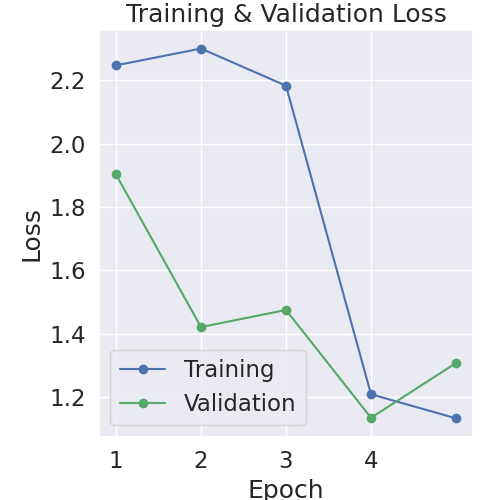 Training & Validation Loss
Loss
2.2
2.0
1.8
1.6
1.4
1.2
Training
Validation
1 2 3 4
Epoch